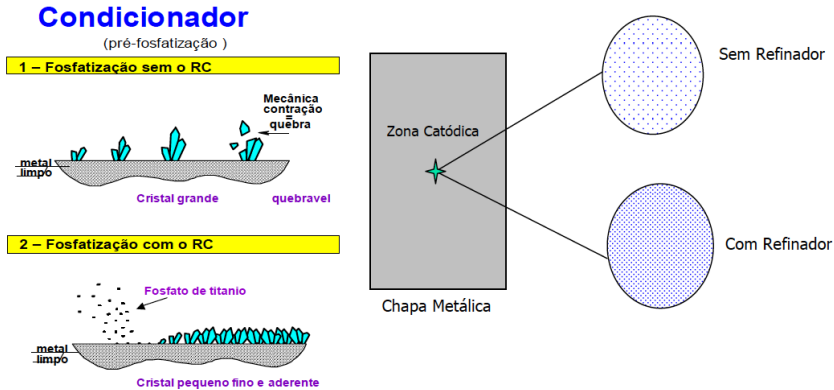 Condicionador
(pré-fosfatização )
1 – Fosfatização sem o RC
Mecânica
contração
=
quebra
metal
limpo
Cristal grande
quebravel
2 – Fosfatização com o RC
Fosfato de titanio
metal
limpo
Cristal pequeno fino e aderente
Zona Catódica
Chapa Metálica
Sem Refinador
Com Refinador